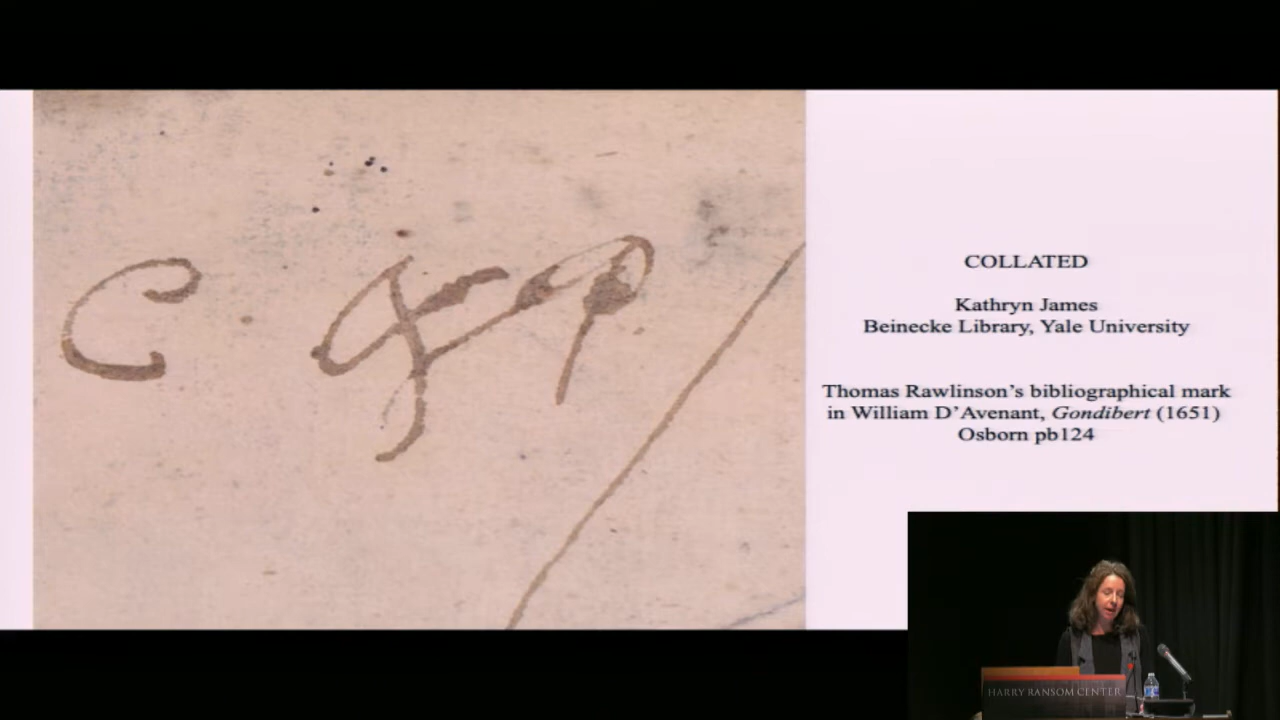 C & P
COLLATED
Kathryn James
Beinecke Library, Yale University
Thomas Rawlinson's bibliographical mark
in William D'Avenant, Gondibert (1651)
Osborn pb124
HARRY RANSOM CENTER